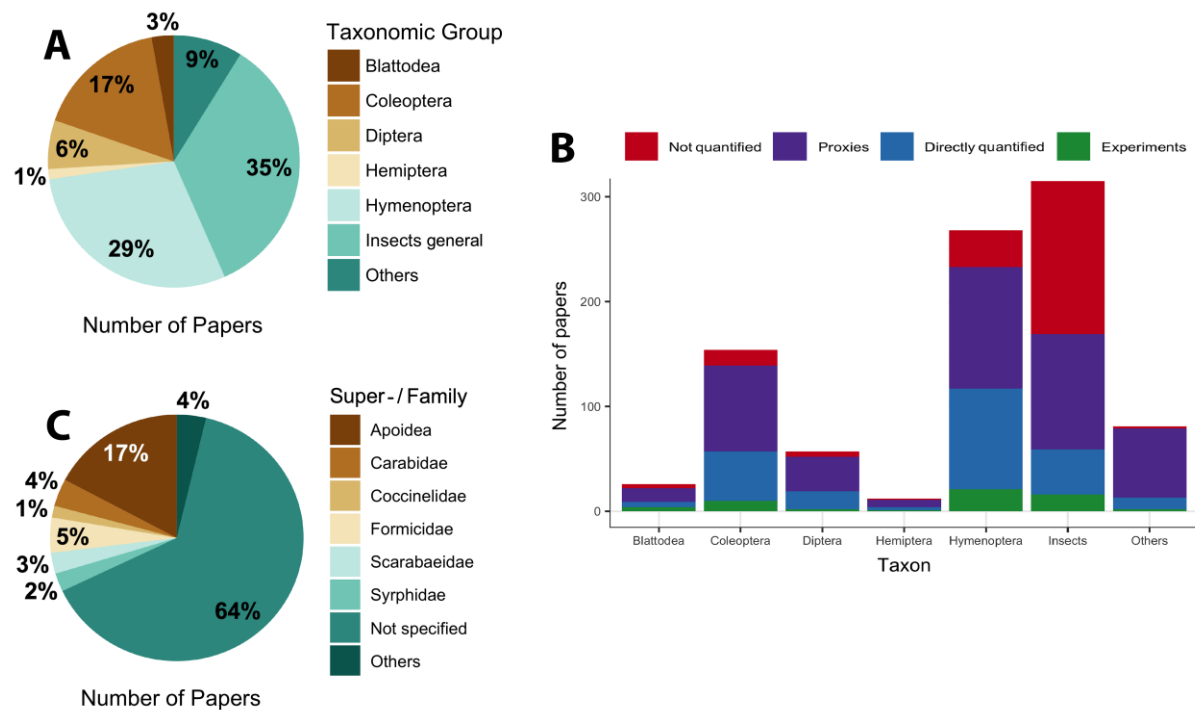 A
3%
9%
17%
6%
1%
35%
29%
Number of Papers
Taxonomic Group
Blattodea
Coleoptera
Diptera
Hemiptera
Hymenoptera
Insects general
Others
B
Not quantified
Proxies
Directly quantified
Experiments
Number of papers
300
200
100
0
Blattodea
Coleoptera
Diptera
Hemiptera
Hymenoptera
Insects
Others
Taxon
C
4%
17%
4%
1%
5%
3%
2%
64%
Number of Papers
Super-/Family
Apoidea
Carabidae
Coccinelidae
Formicidae
Scarabaeidae
Syrphidae
Not specified
Others